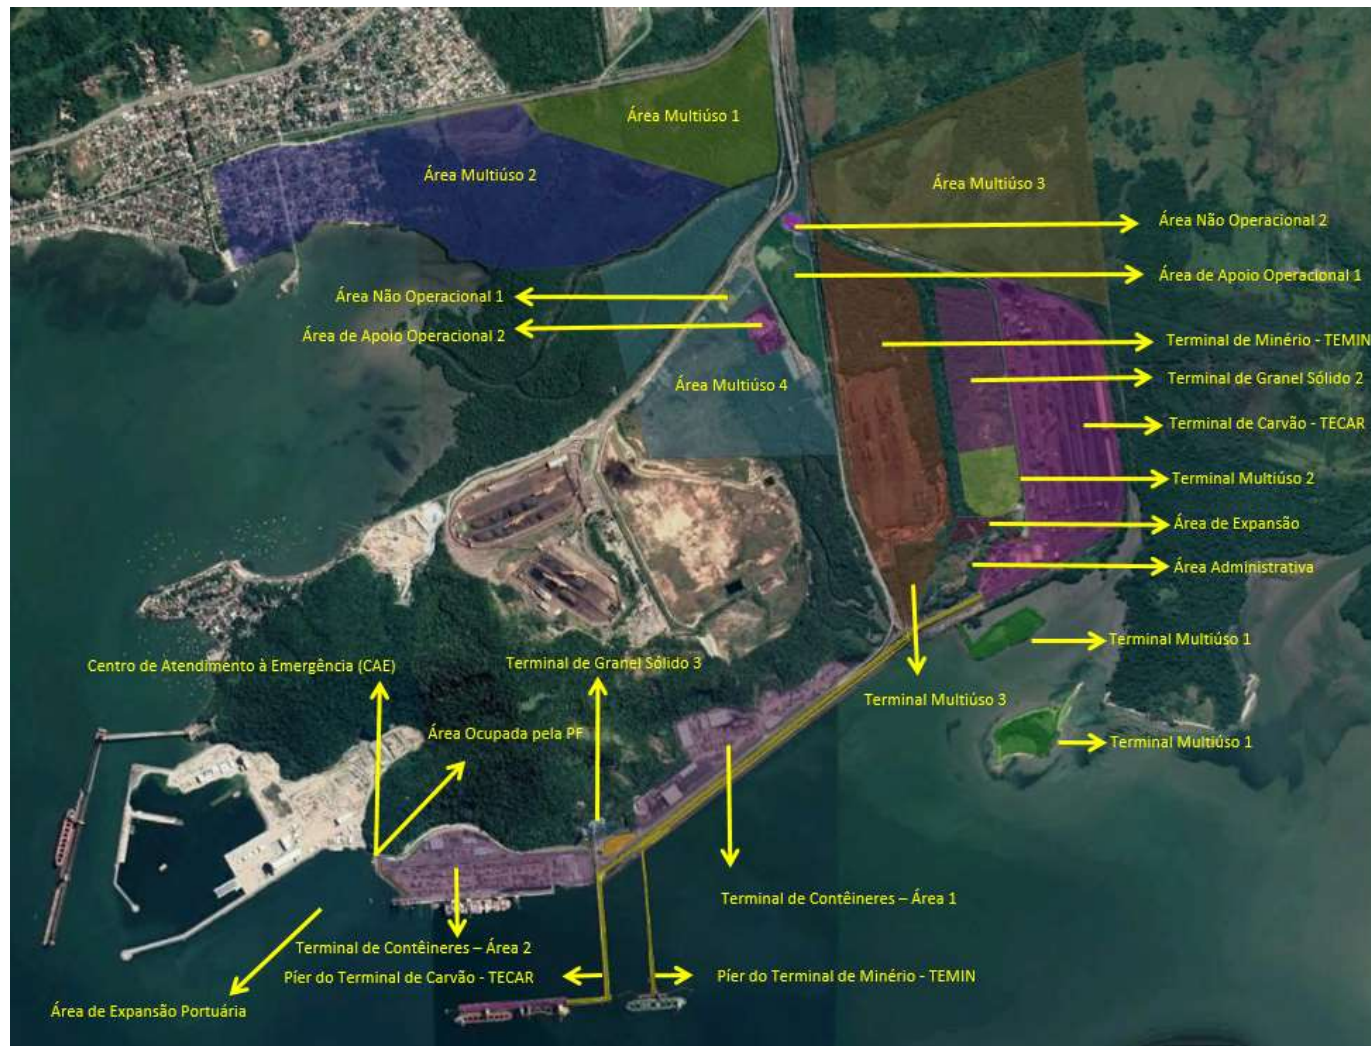 Área Multiúso 1
Área Multiúso 2
Área Multiúso 3
Área Não Operacional 2
Área de Apoio Operacional 1
Área Não Operacional 1
Área de Apoio Operacional 2
Terminal de Minério - TEMIN
Terminal de Granel Sólido 2
Área Multiúso 4
Terminal de Carvão - TECAR
Terminal Multiúso 2
Área de Expansão
Área Administrativa
Terminal Multiúso 1
Centro de Atendimento à Emergência (CAE)
Terminal de Granel Sólido 3
Terminal Multiúso 3
Área Ocupada pela PF
Terminal Multiúso 1
Terminal de Contêineres – Área 1
Terminal de Contêineres – Área 2
Píer do Terminal de Carvão - TECAR
Píer do Terminal de Minério - TEMIN
Área de Expansão Portuária